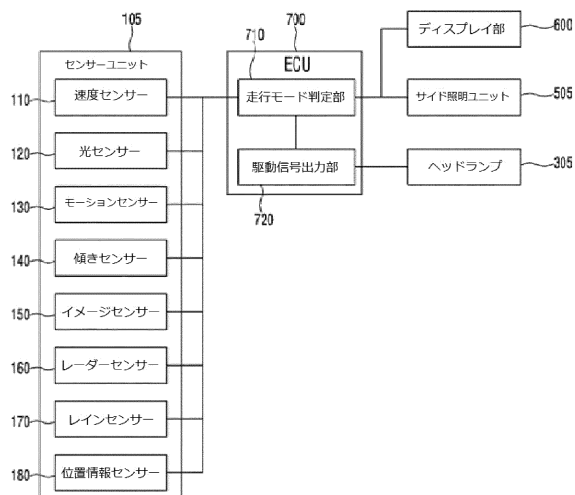 105
センサーユニット
110
速度センサー
120
光センサー
130
モーションセンサー
140
傾きセンサー
150
イメージセンサー
160
レーダーセンサー
170
レインセンサー
180
位置情報センサー
710
700
ECU
走行モード判定部
駆動信号出力部
720
ディスプレイ部
600
サイド照明ユニット
505
ヘッドランプ
305